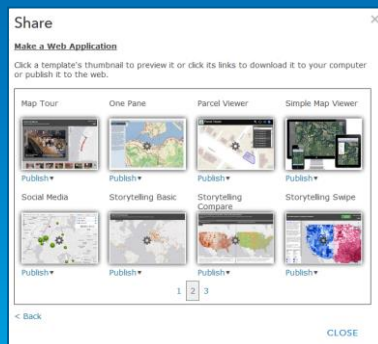 Share
×
Make a Web Application
Click a template's thumbnail to preview it or click its links to download it to your computer
or publish it to the web.
Map Tour One Pane Parcel Viewer Simple Map Viewer
Publish▾ Publish▾ Publish▾ Publish▾
Social Media Storytelling Basic Storytelling Compare Storytelling Swipe
Publish▾ Publish▾ Publish▾ Publish▾
1 2 3
< Back
CLOSE